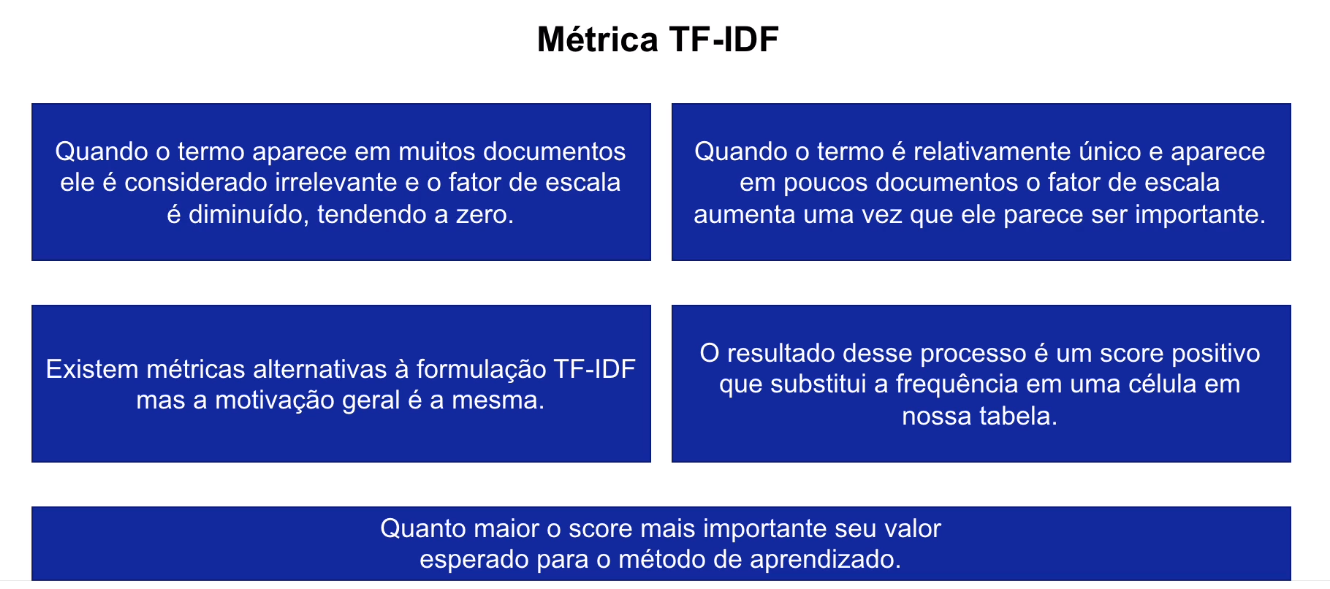 Métrica TF-IDF
Quando o termo aparece em muitos documentos
ele é considerado irrelevante e o fator de escala
é diminuído, tendendo a zero.
Quando o termo é relativamente único e aparece
em poucos documentos o fator de escala
aumenta uma vez que ele parece ser importante.
Existem métricas alternativas à formulação TF-IDF
mas a motivação geral é a mesma.
O resultado desse processo é um score positivo
que substitui a frequência em uma célula em
nossa tabela.
Quanto maior o score mais importante seu valor
esperado para o método de aprendizado.